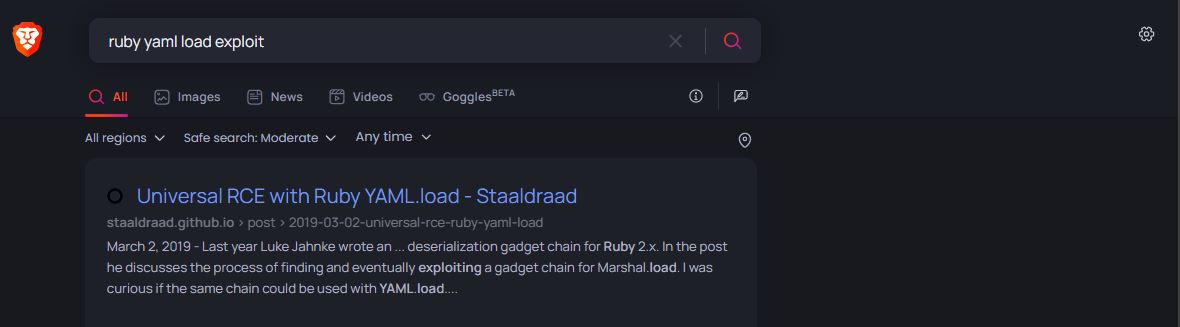 ruby yaml load exploit
All Images News Videos GogglesBETA
All regions Safe search: Moderate Any time
Universal RCE with Ruby YAML.load - Staaldraad
staaldraad.github.io › post › 2019-03-02-universal-rce-ruby-yaml-load
March 2, 2019 - Last year Luke Jahnke wrote an ... deserialization gadget chain for Ruby 2.x. In the post
he discusses the process of finding and eventually exploiting a gadget chain for Marshal.load. I was
curious if the same chain could be used with YAML.load....